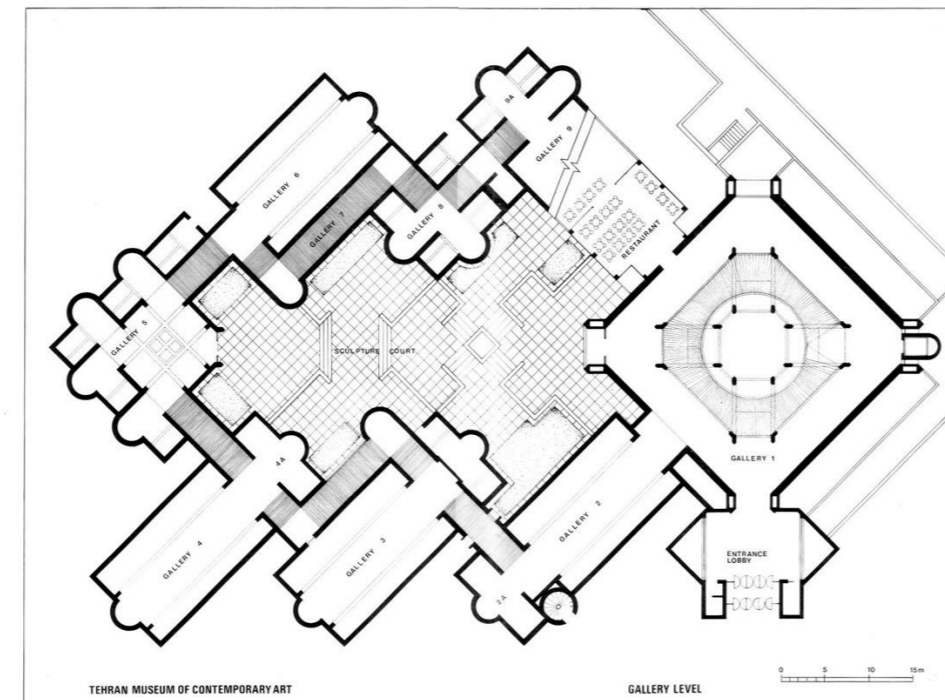 9A
GALLERY 9
GALLERY 6
GALLERY 7
GALLERY 8
RESTAURANT
GALLERY 5
SCULPTURE COURT
4A
GALLERY 1
GALLERY 4
GALLERY 3
GALLERY 2
2A
ENTRANCE
LOBBY
TEHRAN MUSEUM OF CONTEMPORARY ART
GALLERY LEVEL
0 5 10 15m